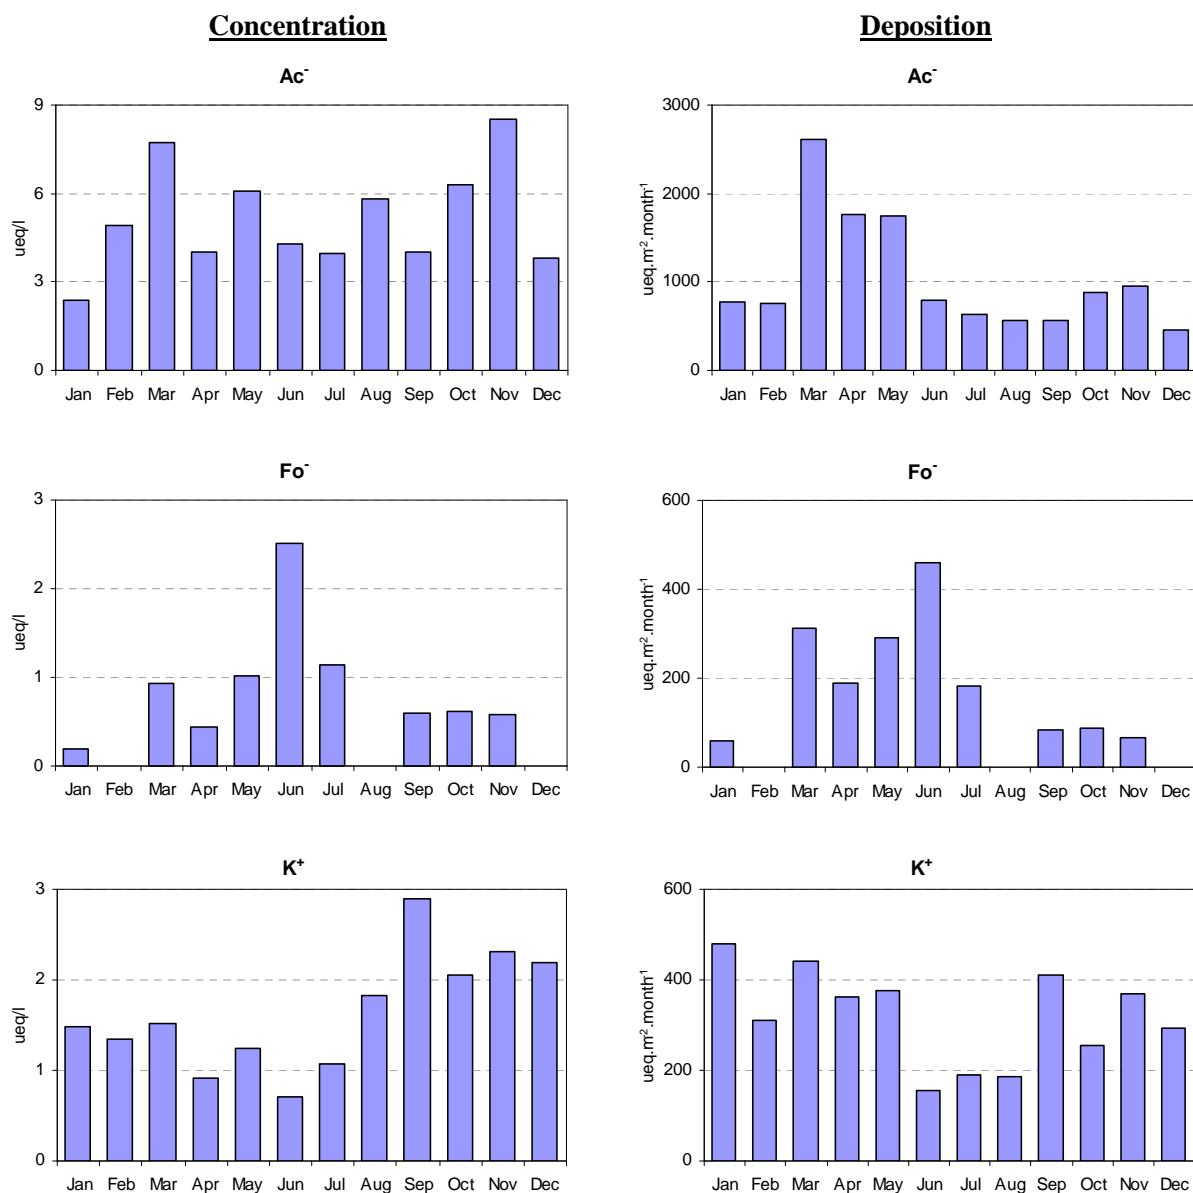 Concentration
Deposition
Ac-
9
6
3
0
ueq/l
Jan Feb Mar Apr May Jun Jul Aug Sep Oct Nov Dec
Ac-
3000
2000
1000
0
ueq.m-2.month-1
Jan Feb Mar Apr May Jun Jul Aug Sep Oct Nov Dec
Fo-
3
2
1
0
ueq/l
Jan Feb Mar Apr May Jun Jul Aug Sep Oct Nov Dec
Fo-
600
400
200
0
ueq.m-2.month-1
Jan Feb Mar Apr May Jun Jul Aug Sep Oct Nov Dec
K+
3
2
1
0
ueq/l
Jan Feb Mar Apr May Jun Jul Aug Sep Oct Nov Dec
K+
600
400
200
0
ueq.m-2.month-1
Jan Feb Mar Apr May Jun Jul Aug Sep Oct Nov Dec